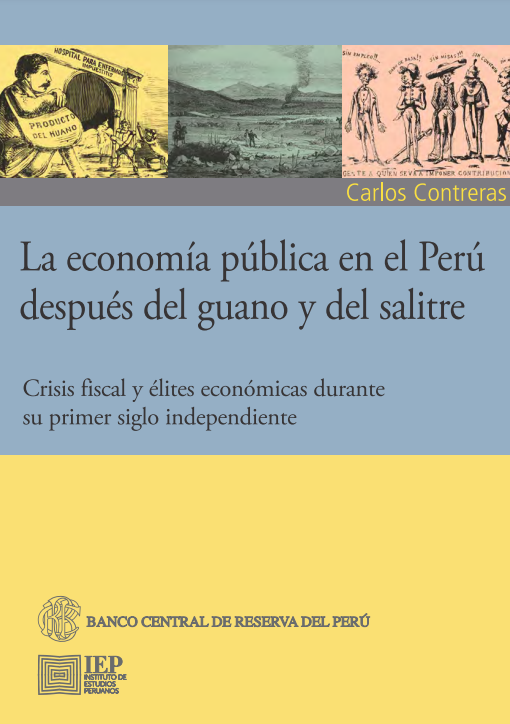 HOSPITAL PARA ENFERMOS
PRODUCTO
DEL HUANO
SIN EMPLEO!!
SIN CONTRATO
GENTE A QUIEN SE VA A IMPONER CONTRIBUCION
Carlos Contreras
La economía pública en el Perú
después del guano y del salitre
Crisis fiscal y élites económicas durante
su primer siglo independiente
BANCO CENTRAL DE RESERVA DEL PERÚ
IEP
INSTITUTO DE
ESTUDIOS
PERUANOS